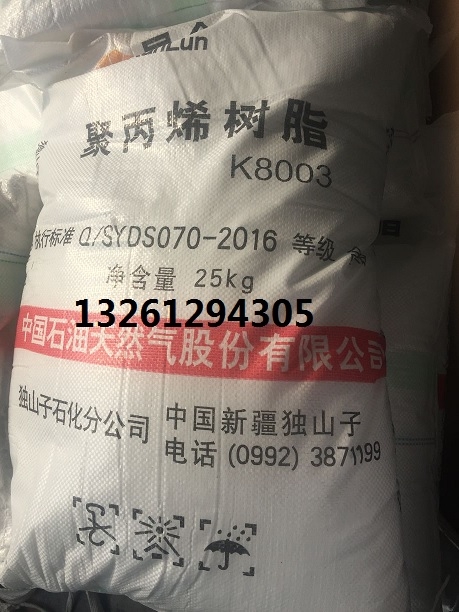 聚丙烯树脂
K8003
执行标准 Q/SYDS070-2016 等级
净含量 25kg
13261294305
中国石油天然气股份有限公司
独山子石化分公司
中国新疆独山子
电话 (0992) 3871199